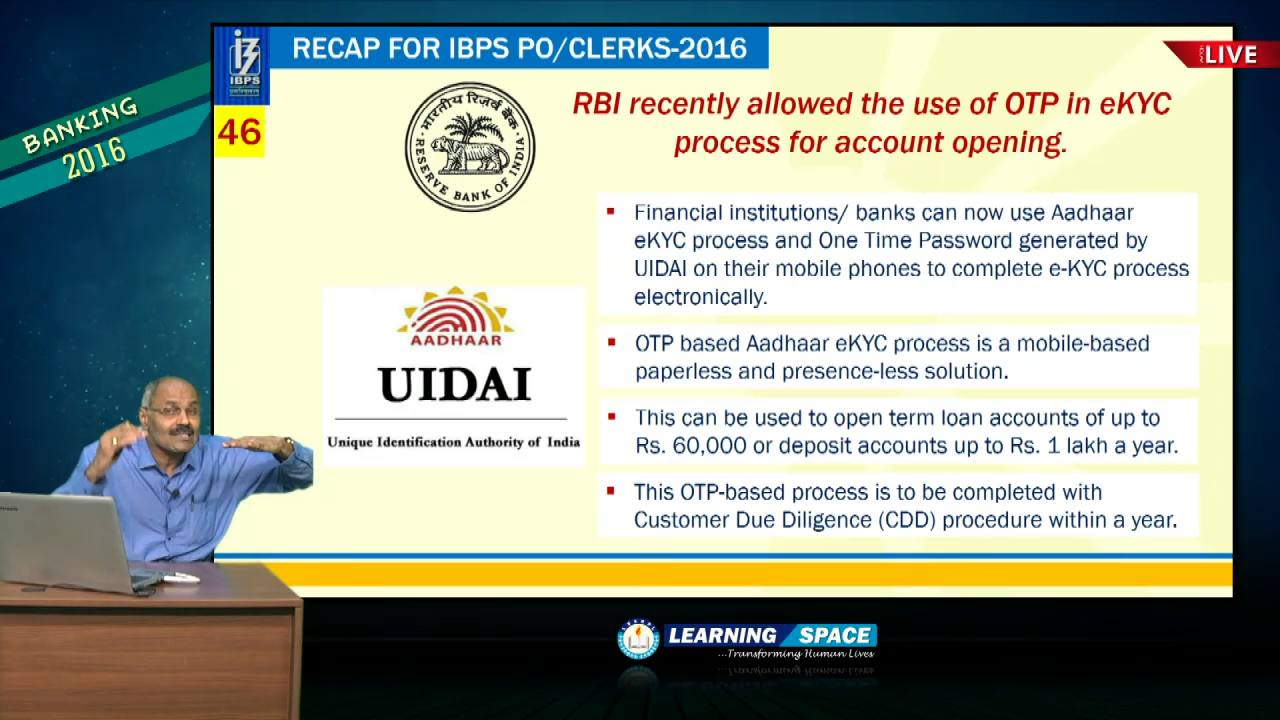 RECAP FOR IBPS PO/CLERKS-2016
IBPS
LIVE
BANKING
2016
46
भारतीय रिज़र्व बैंक
RESERVE BANK OF INDIA
RBI recently allowed the use of OTP in eKYC
process for account opening.
▪ Financial institutions/ banks can now use Aadhaar
eKYC process and One Time Password generated by
UIDAI on their mobile phones to complete e-KYC process
electronically.
AADHAAR
UIDAI
Unique Identification Authority of India
▪ OTP based Aadhaar eKYC process is a mobile-based
paperless and presence-less solution.
▪ This can be used to open term loan accounts of up to
Rs. 60,000 or deposit accounts up to Rs. 1 lakh a year.
▪ This OTP-based process is to be completed with
Customer Due Diligence (CDD) procedure within a year.
LEARNING SPACE
...Transforming Human Lives